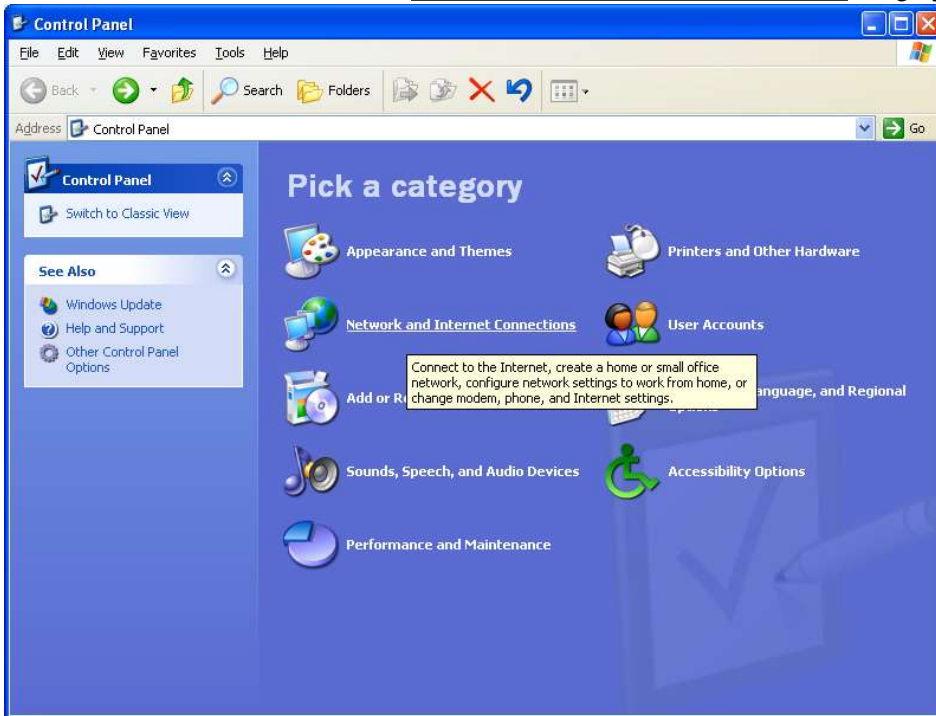 Control Panel
File Edit View Favorites Tools Help
Back Search Folders
Address Control Panel Go
Control Panel
Switch to Classic View
See Also
Windows Update
Help and Support
Other Control Panel
Options
Pick a category
Appearance and Themes
Printers and Other Hardware
Network and Internet Connections
User Accounts
Connect to the Internet, create a home or small office
network, configure network settings to work from home, or
change modem, phone, and Internet settings.
Add or
anguage, and Regional
Sounds, Speech, and Audio Devices
Accessibility Options
Performance and Maintenance